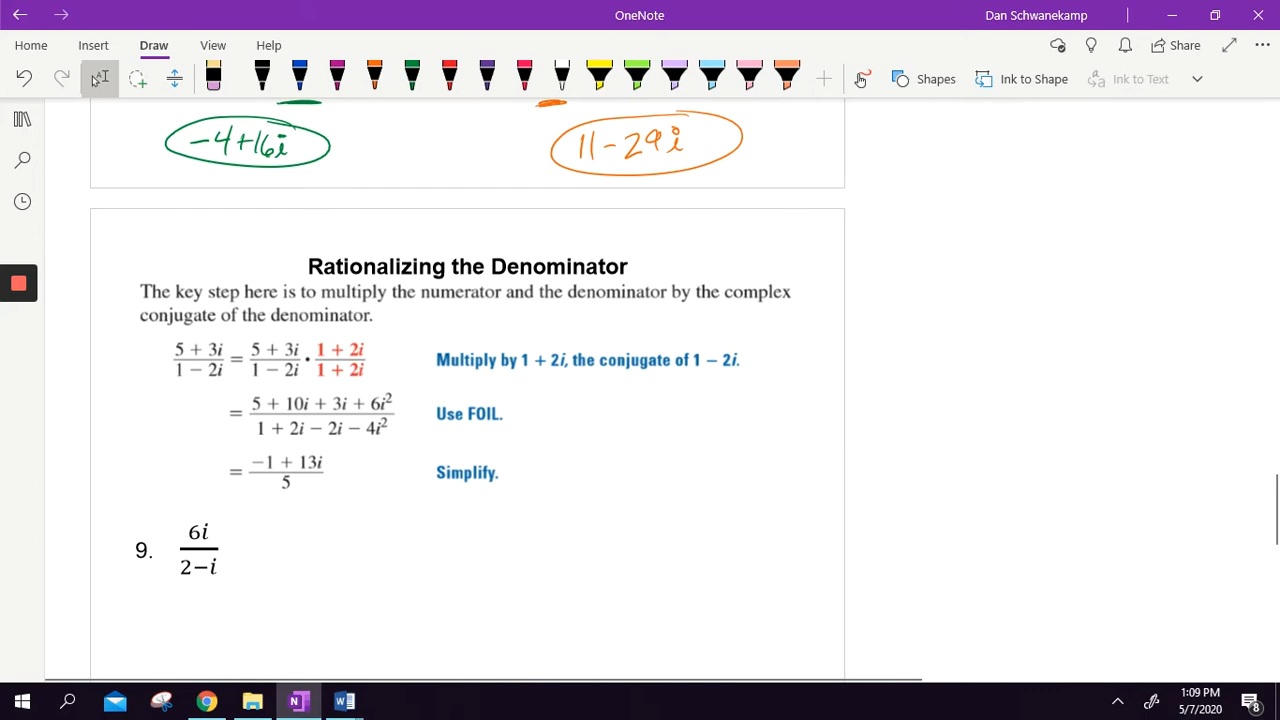 OneNote
Dan Schwanekamp
Home Insert Draw View Help
Share
Shapes
Ink to Shape
Ink to Text
-4+16i
11-29i
Rationalizing the Denominator
The key step here is to multiply the numerator and the denominator by the complex
conjugate of the denominator.
5 + 3i / 1 − 2i = 5 + 3i / 1 − 2i · 1 + 2i / 1 + 2i
Multiply by 1 + 2i, the conjugate of 1 − 2i.
= 5 + 10i + 3i + 6i² / 1 + 2i − 2i − 4i²
Use FOIL.
= −1 + 13i / 5
Simplify.
9. 6i / 2−i
1:09 PM
5/7/2020
8